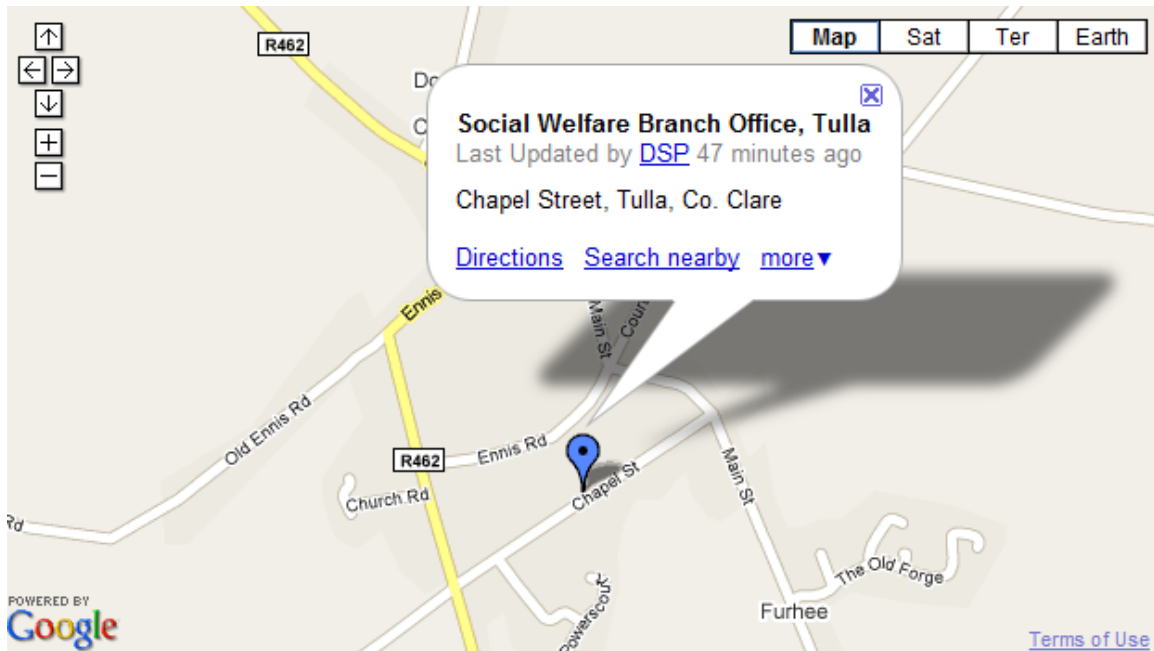 R462
Map
Sat
Ter
Earth
Social Welfare Branch Office, Tulla
Last Updated by DSP 47 minutes ago
Chapel Street, Tulla, Co. Clare
Directions Search nearby more▼
Ennis
Main St
Old Ennis Rd
Ennis Rd
R462
Church Rd
Chapel St
Main St
Rd
The Old Forge
Furhee
POWERED BY
Google
Terms of Use